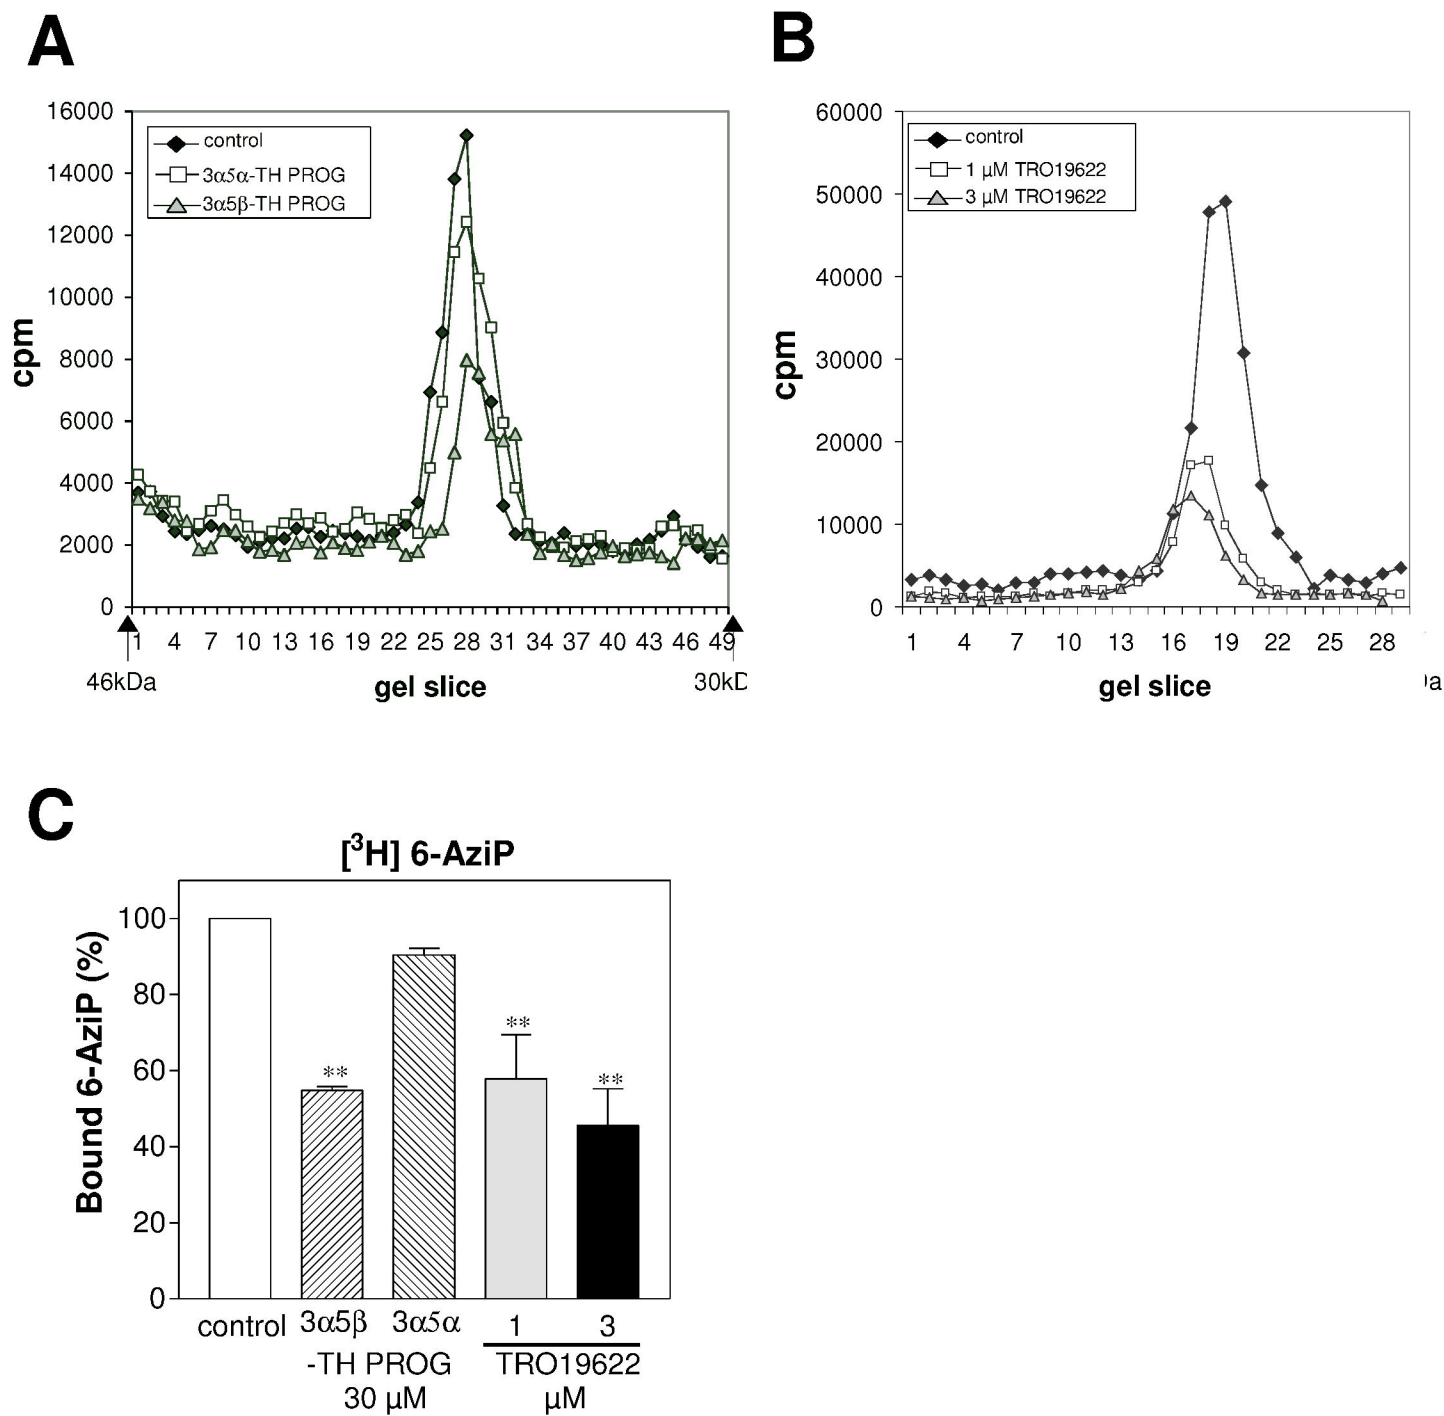 A
16000
14000
12000
10000
8000
6000
4000
2000
0
cpm
control
3α5α-TH PROG
3α5β-TH PROG
1 4 7 10 13 16 19 22 25 28 31 34 37 40 43 46 49
46kDa
gel slice
30kD
B
60000
50000
40000
30000
20000
10000
0
cpm
control
1 µM TRO19622
3 µM TRO19622
1 4 7 10 13 16 19 22 25 28
gel slice
a
C
[³H] 6-AziP
100
80
60
40
20
0
Bound 6-AziP (%)
**
**
**
control 3α5β 3α5α 1 3
-TH PROG TRO19622
30 µM µM